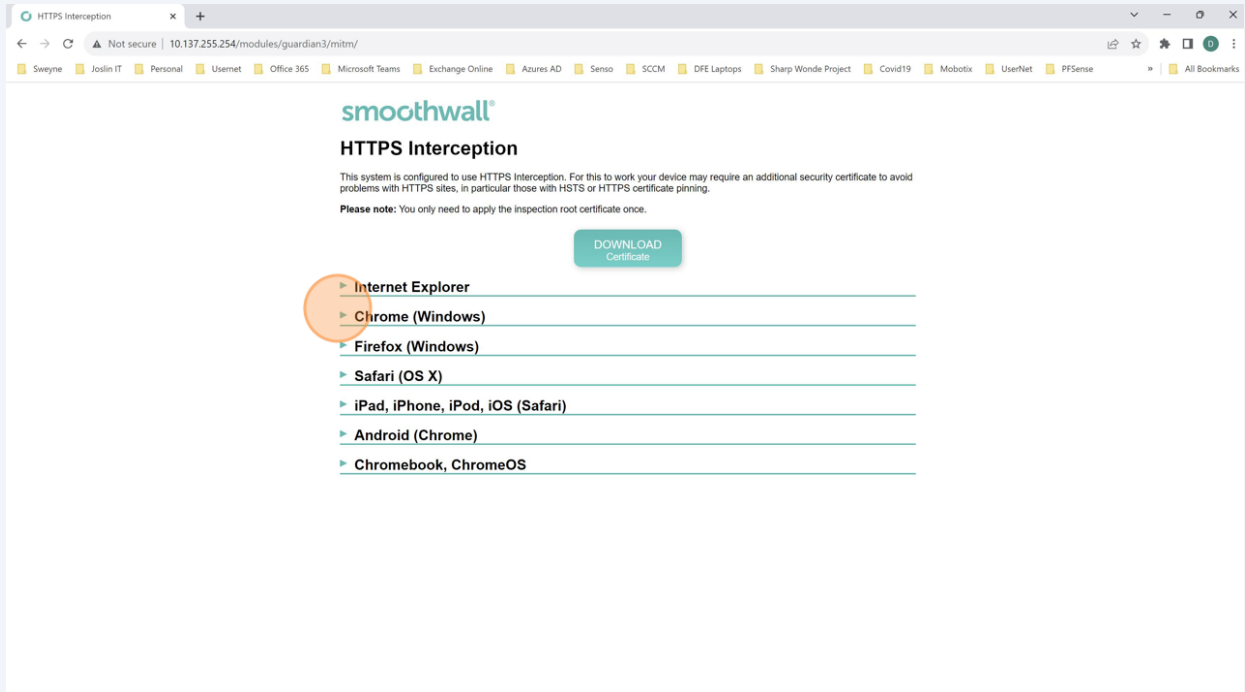 HTTPS Interception
Not secure | 10.137.255.254/modules/guardian3/mitm/
D
Sweyne Joslin IT Personal Usernet Office 365 Microsoft Teams Exchange Online Azures AD Senso SCCM DFE Laptops Sharp Wonde Project Covid19 Mobotix UserNet PFSense » All Bookmarks
smoothwall®
HTTPS Interception
This system is configured to use HTTPS Interception. For this to work your device may require an additional security certificate to avoid
problems with HTTPS sites, in particular those with HSTS or HTTPS certificate pinning.
Please note: You only need to apply the inspection root certificate once.
DOWNLOAD
Certificate
Internet Explorer
Chrome (Windows)
Firefox (Windows)
Safari (OS X)
iPad, iPhone, iPod, iOS (Safari)
Android (Chrome)
Chromebook, ChromeOS